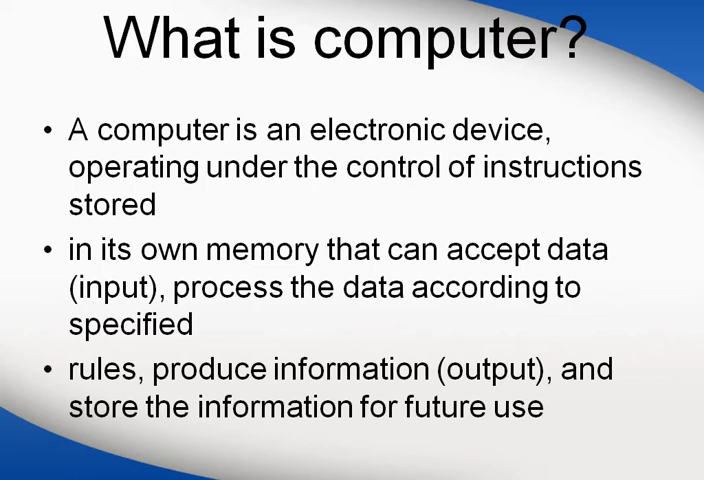 What is computer?
• A computer is an electronic device,
operating under the control of instructions
stored
• in its own memory that can accept data
(input), process the data according to
specified
• rules, produce information (output), and
store the information for future use